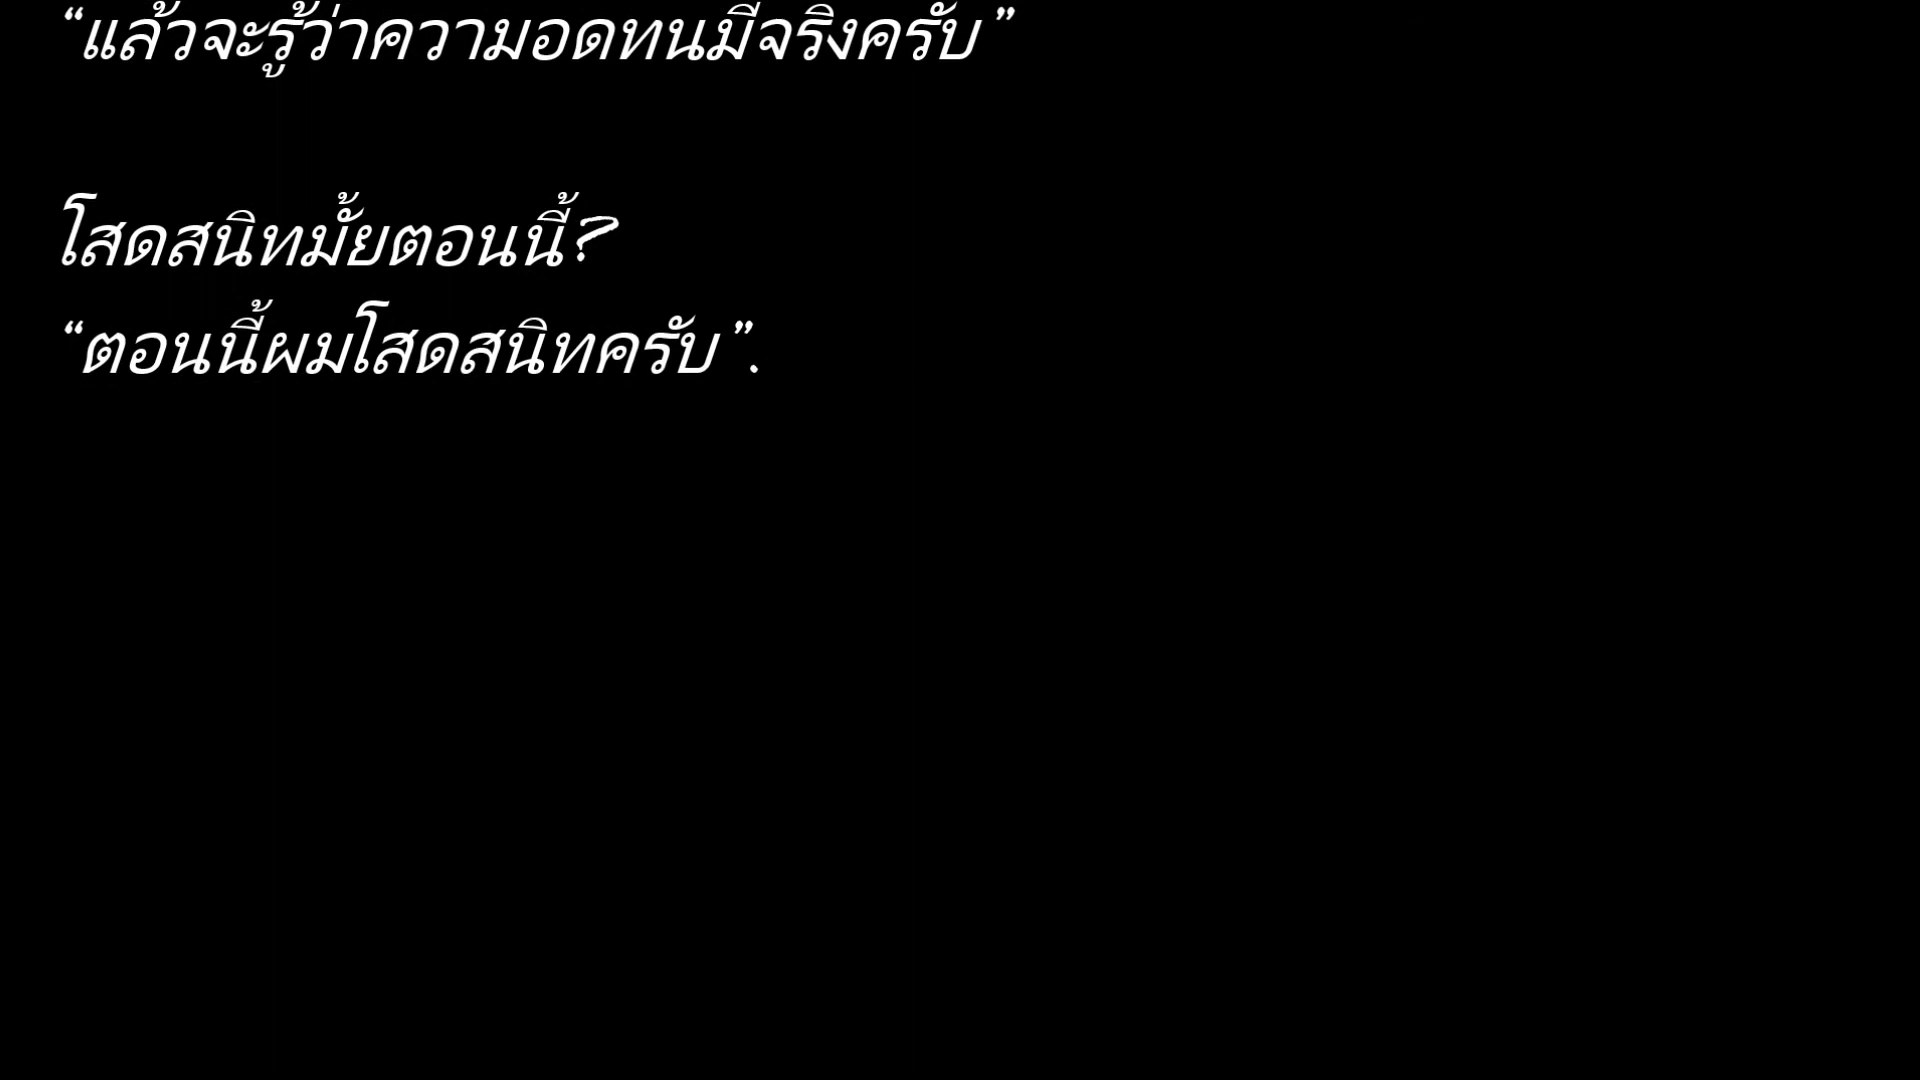 “แล้วจะรู้ว่าความอดทนมีจริงครับ”
โสดสนิทมั้ยตอนนี้?
“ตอนนี้ผมโสดสนิทครับ”.